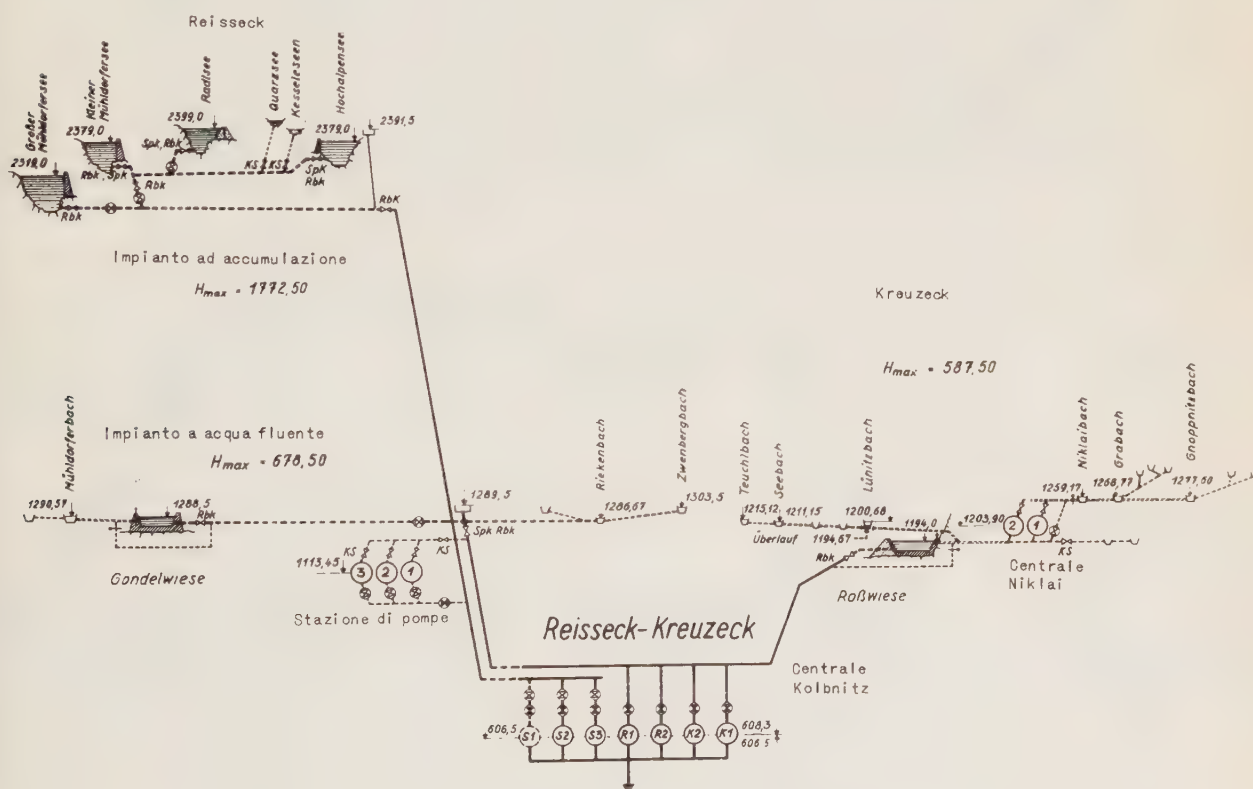 Reisseck
Großer Mühldorfersee
Kleiner Mühldorfersee
Radlsee
Quarzsee
Kesseleseen
Hochalpensee
2319,0
2379,0
2399,0
2379,0
2391,5
Spk, Rbk
KS
KS
Spk
Rbk
Rbk, Spk
Rbk
Rbk
Rbk
Impianto ad accumulazione
Hmax = 1772,50
Kreuzeck
Hmax = 587,50
Impianto a acqua fluente
Hmax = 678,50
Mühldorferbach
Riekenbach
Zwenbergbach
Teuchlbach
Seebach
Lünitzbach
Niklaibach
Grabach
Gnoppnitzbach
1290,57
1288,5
Rbk
Gondelwiese
1289,5
Spk Rbk
1286,67
1303,5
1215,12
1211,15
Überlauf
1200,68
1194,67
1194,0
1203,90
Rbk
Roßwiese
1259,17
1268,77
1277,50
2
1
KS
Centrale
Niklai
KS
KS
1113,45
3
2
1
Stazione di pompe
Reisseck-Kreuzeck
Centrale
Kolbnitz
606,5
S1
S2
S3
R1
R2
K2
K1
608,3
606 5